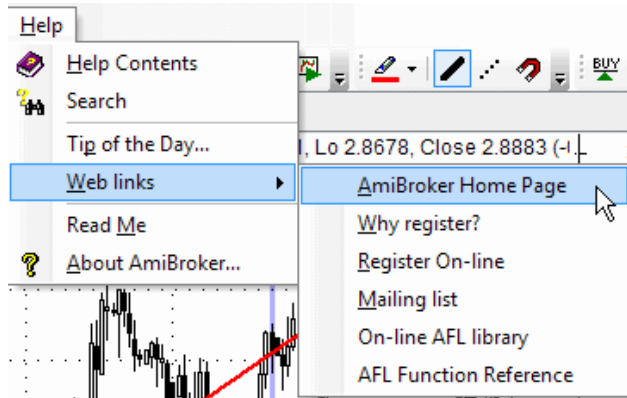 Help
Help Contents
Search
BUY
Tip of the Day...
, Lo 2.8678, Close 2.8883 (-
Web links
AmiBroker Home Page
Read Me
Why register?
About AmiBroker...
Register On-line
Mailing list
On-line AFL library
AFL Function Reference